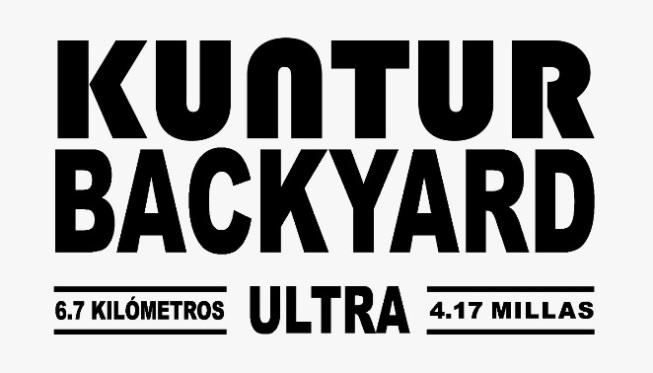 KUNTUR
BACKYARD
6.7 KILÓMETROS ULTRA 4.17 MILLAS